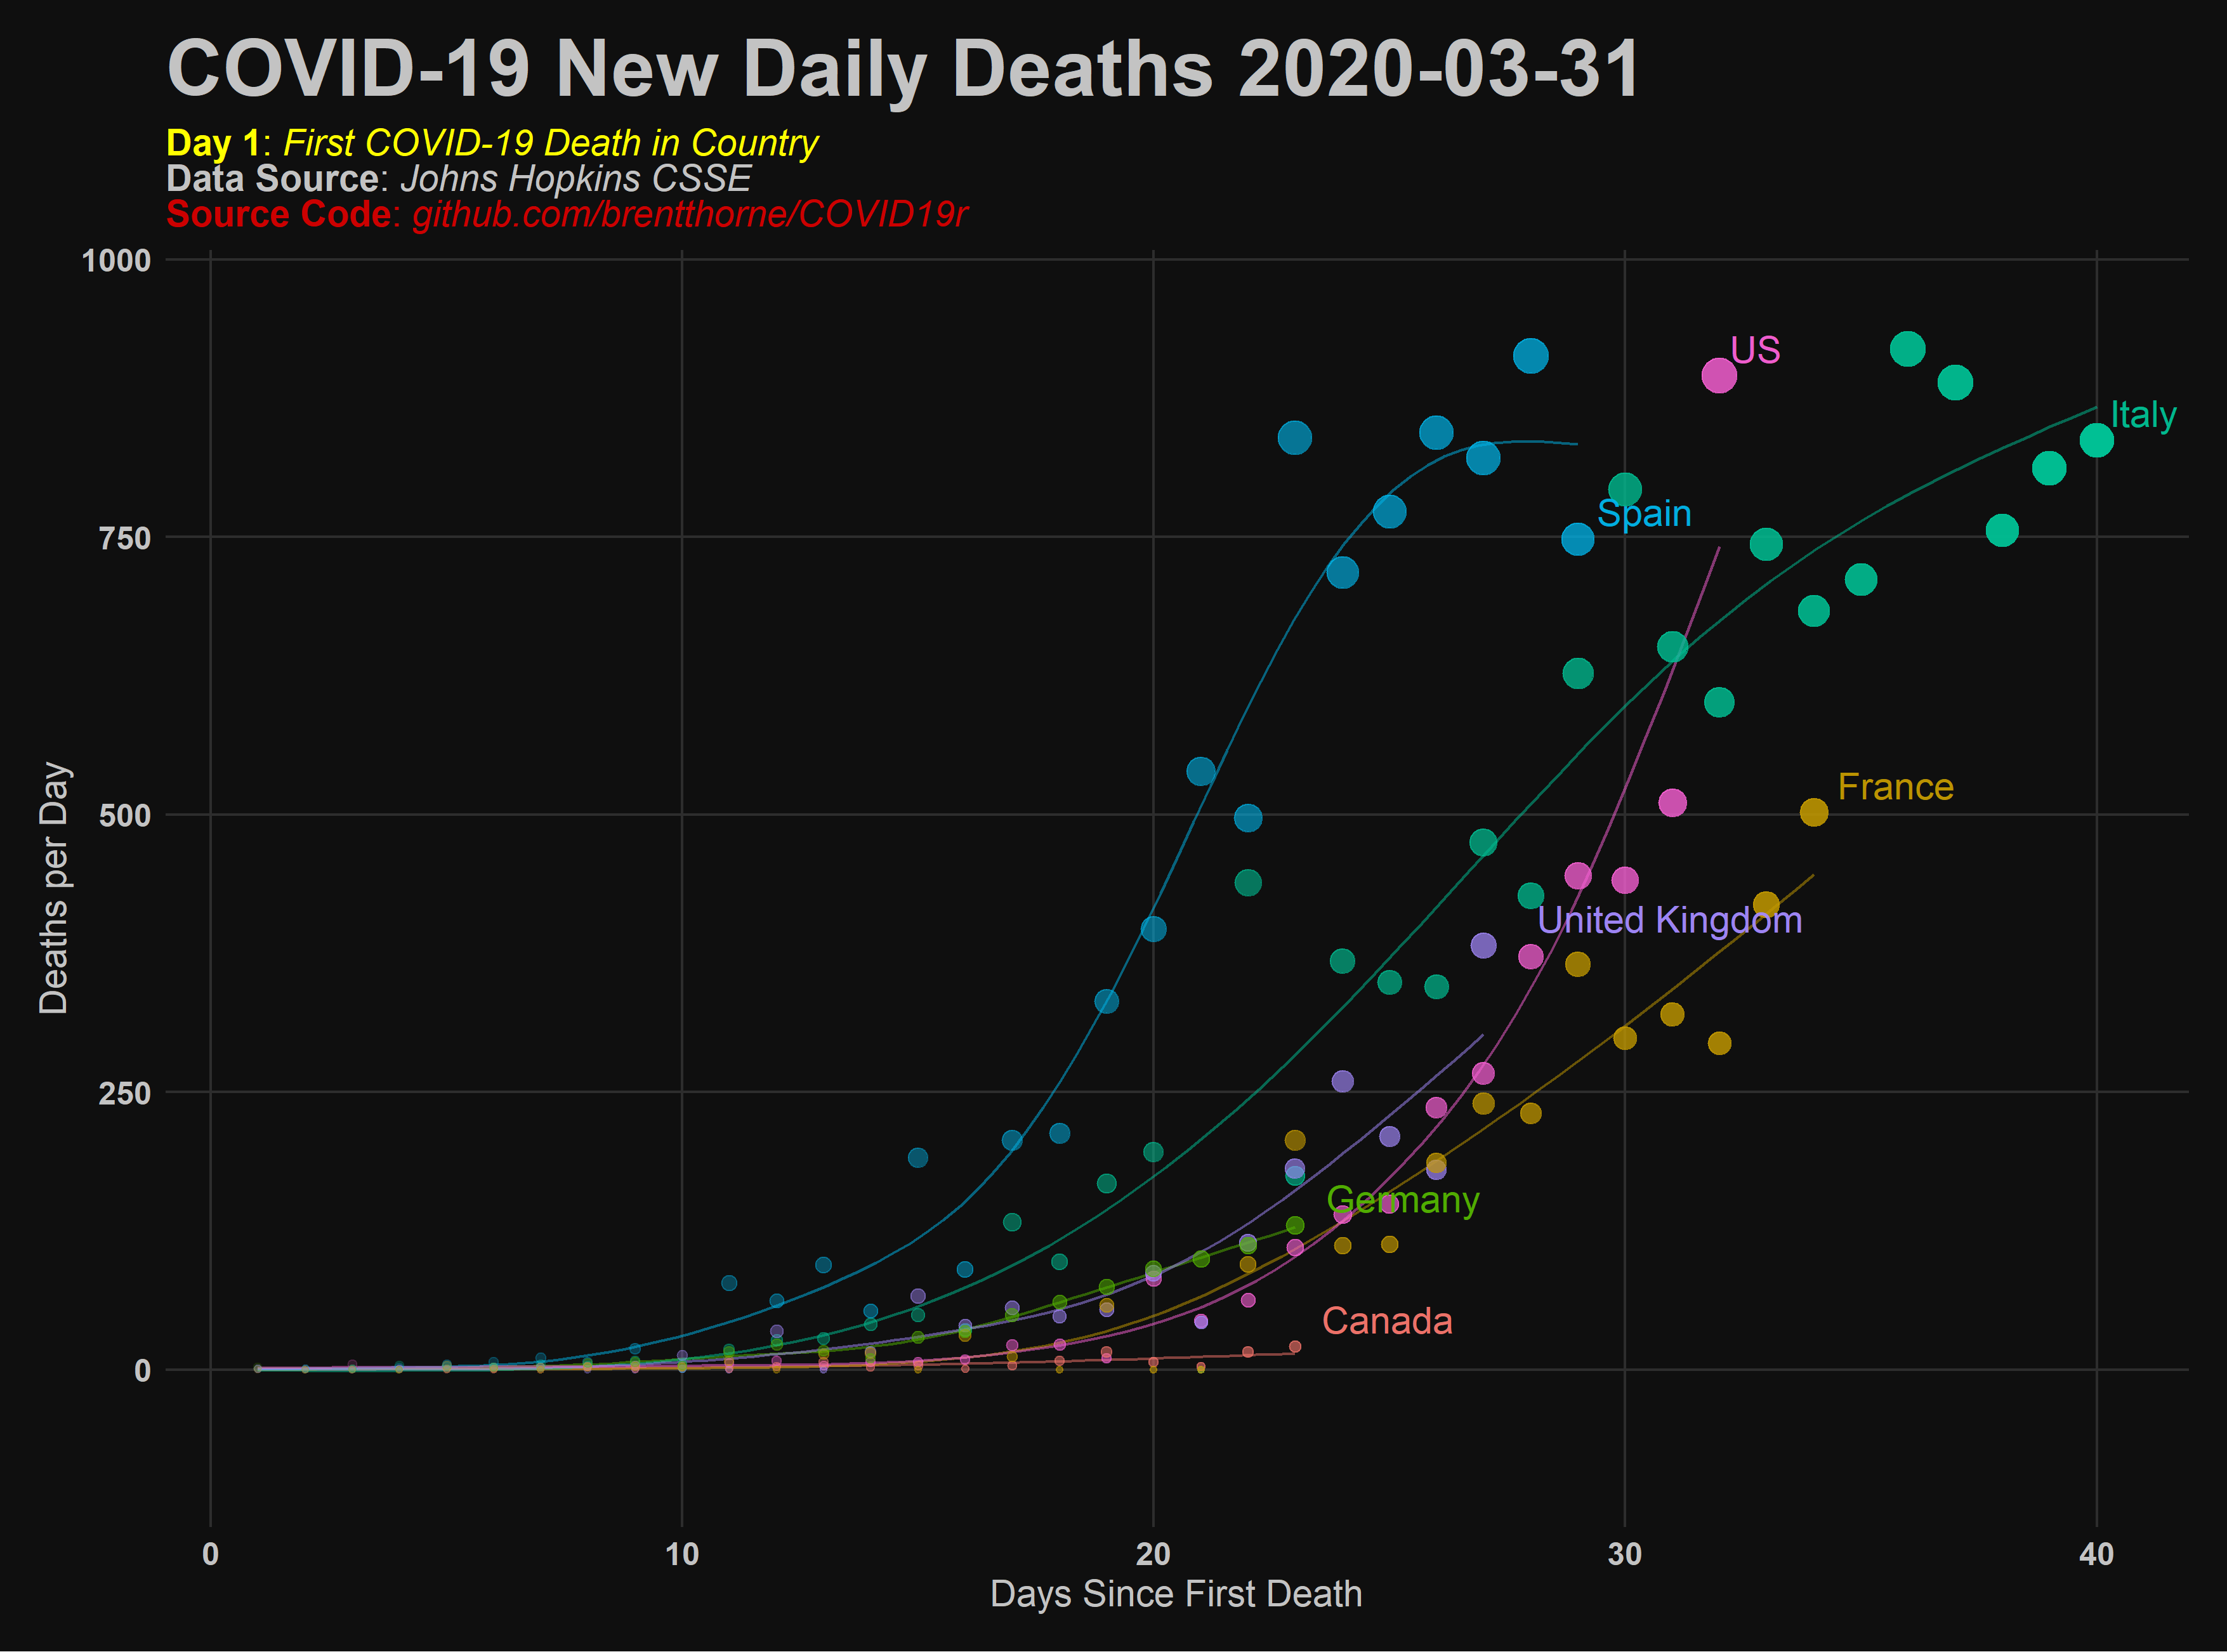 COVID-19 New Daily Deaths 2020-03-31
Day 1: First COVID-19 Death in Country
Data Source: Johns Hopkins CSSE
Source Code: github.com/brentthorne/COVID19r
1000
US
Italy
750
Spain
Deaths per Day
France
500
United Kingdom
250
Germany
Canada
0
0 10 20 30 40
Days Since First Death